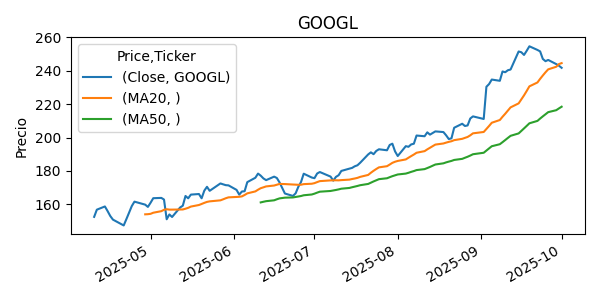 GOOGL
Price,Ticker
(Close, GOOGL)
(MA20, )
(MA50, )
Precio
260
240
220
200
180
160
2025-05
2025-06
2025-07
2025-08
2025-09
2025-10